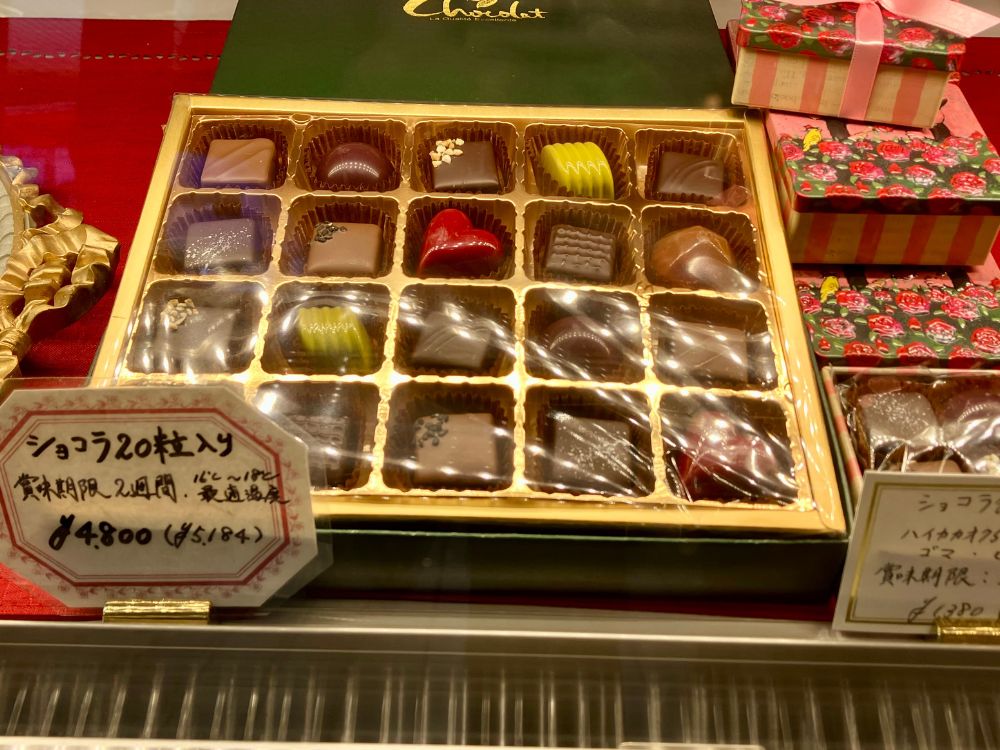 Chocolat
La Qualité Excellente
ショコラ20粒入り
賞味期限 2週間. 16℃~18℃
最適温度
¥4,800 (¥5,184)
ショコラ
ハイカカオ
ゴマ・
賞味期限:
¥1,380